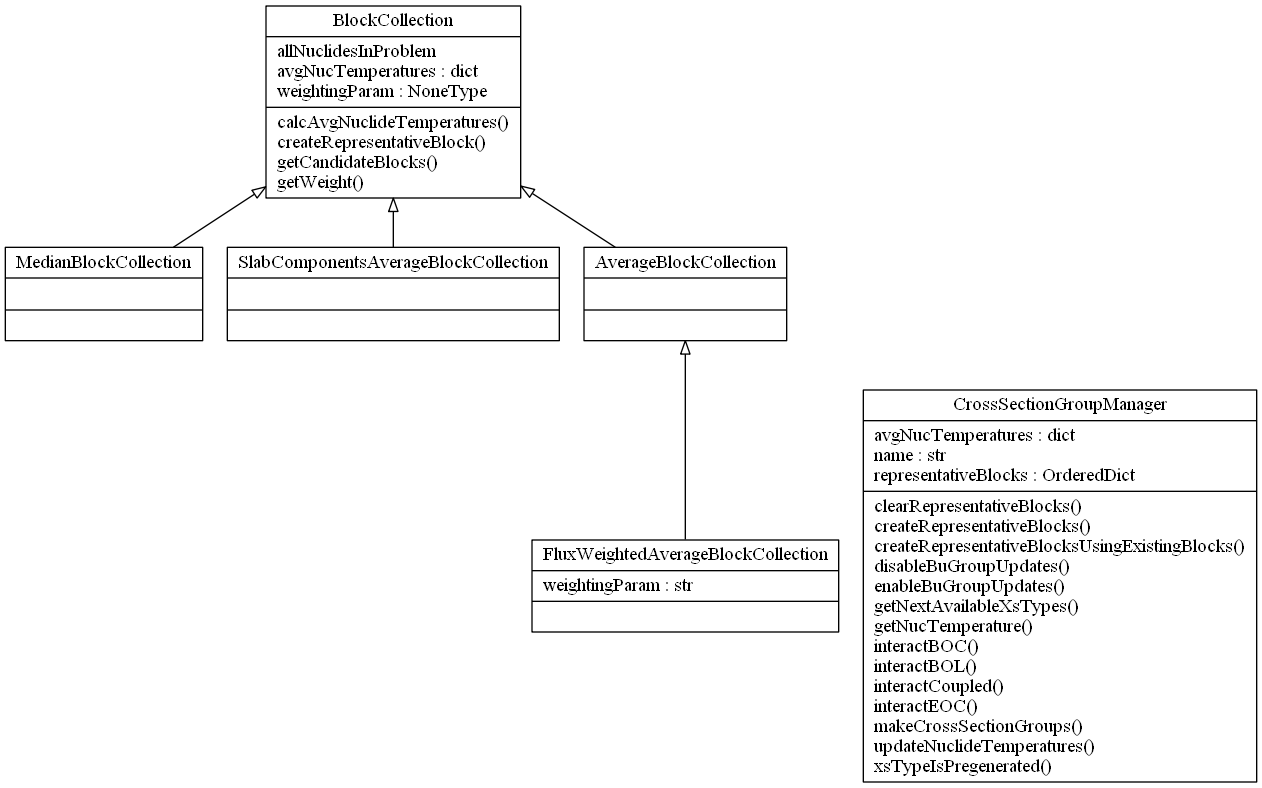 BlockCollection
allNuclidesInProblem
avgNucTemperatures : dict
weightingParam : NoneType
calcAvgNuclideTemperatures()
createRepresentativeBlock()
getCandidateBlocks()
getWeight()
MedianBlockCollection
SlabComponentsAverageBlockCollection
AverageBlockCollection
FluxWeightedAverageBlockCollection
weightingParam : str
CrossSectionGroupManager
avgNucTemperatures : dict
name : str
representativeBlocks : OrderedDict
clearRepresentativeBlocks()
createRepresentativeBlocks()
createRepresentativeBlocksUsingExistingBlocks()
disableBuGroupUpdates()
enableBuGroupUpdates()
getNextAvailableXsTypes()
getNucTemperature()
interactBOC()
interactBOL()
interactCoupled()
interactEOC()
makeCrossSectionGroups()
updateNuclideTemperatures()
xsTypeIsPregenerated()